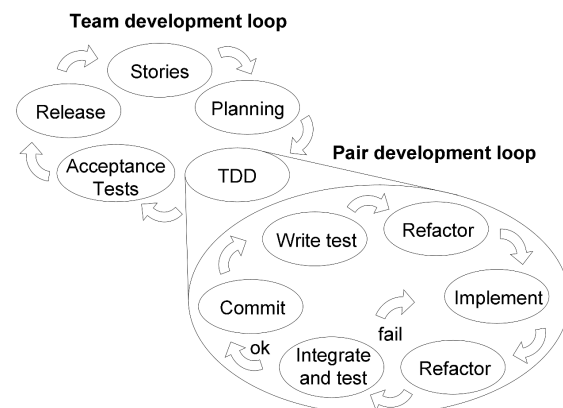 Team development loop
Stories
Release
Planning
Acceptance
Tests
TDD
Pair development loop
Write test
Refactor
Commit
Implement
ok
fail
Integrate
and test
Refactor